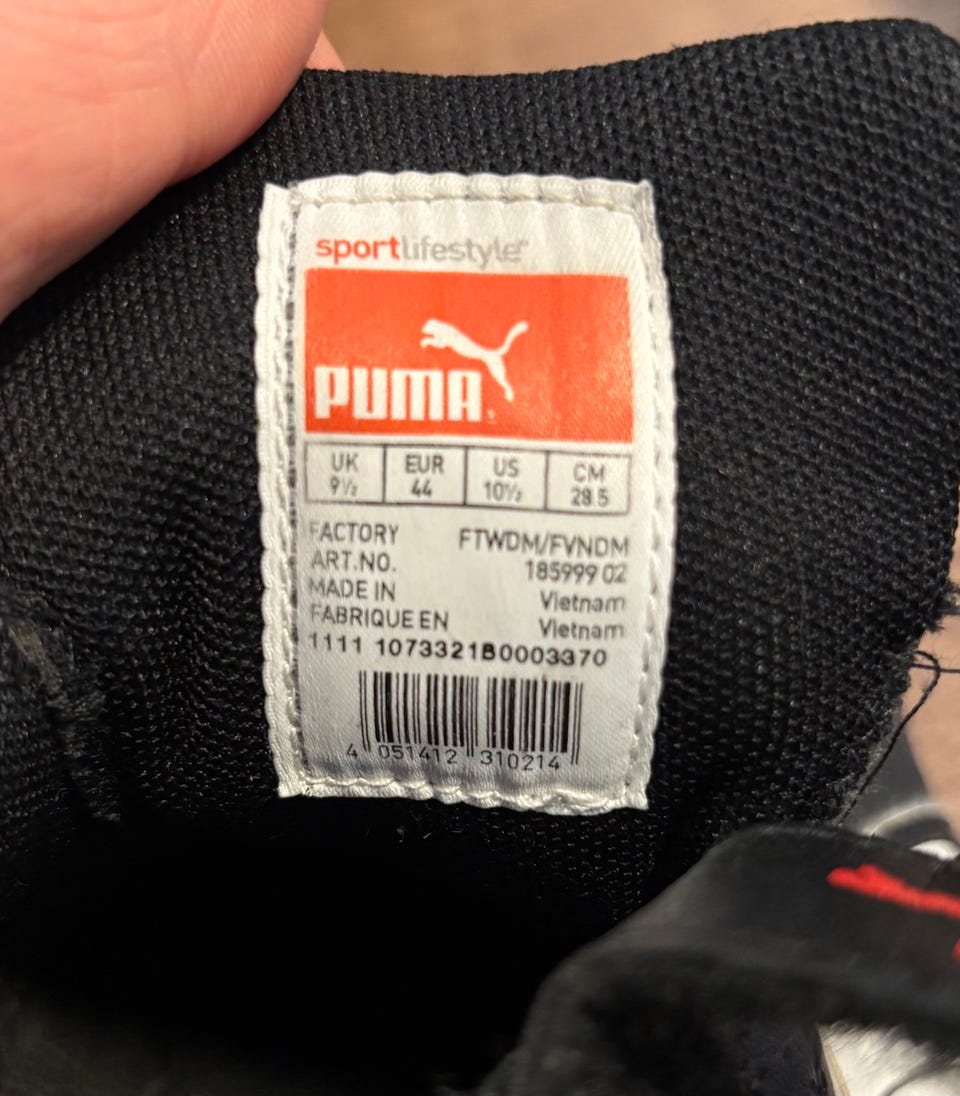 sportlifestyle™
PUMA
UK EUR US CM
9½ 44 10½ 28.5
FACTORY FTWDM/FVNDM
ART.NO. 185999 02
MADE IN Vietnam
FABRIQUE EN Vietnam
1111 1073321B0003370
4 051412 310214